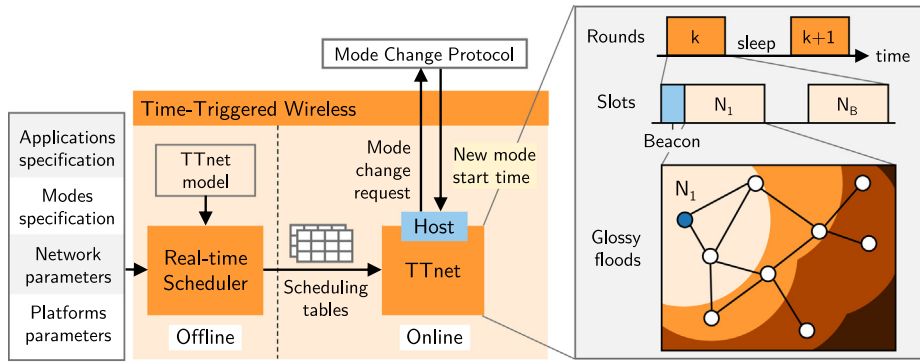 Applications
specification
Modes
specification
Network
parameters
Platforms
parameters
Mode Change Protocol
Time-Triggered Wireless
TTnet
model
Mode
change
request
New mode
start time
Real-time
Scheduler
Scheduling
tables
Host
TTnet
Offline
Online
Rounds
k
sleep
k+1
time
Slots
N₁
N_B
Beacon
Glossy
floods
N₁